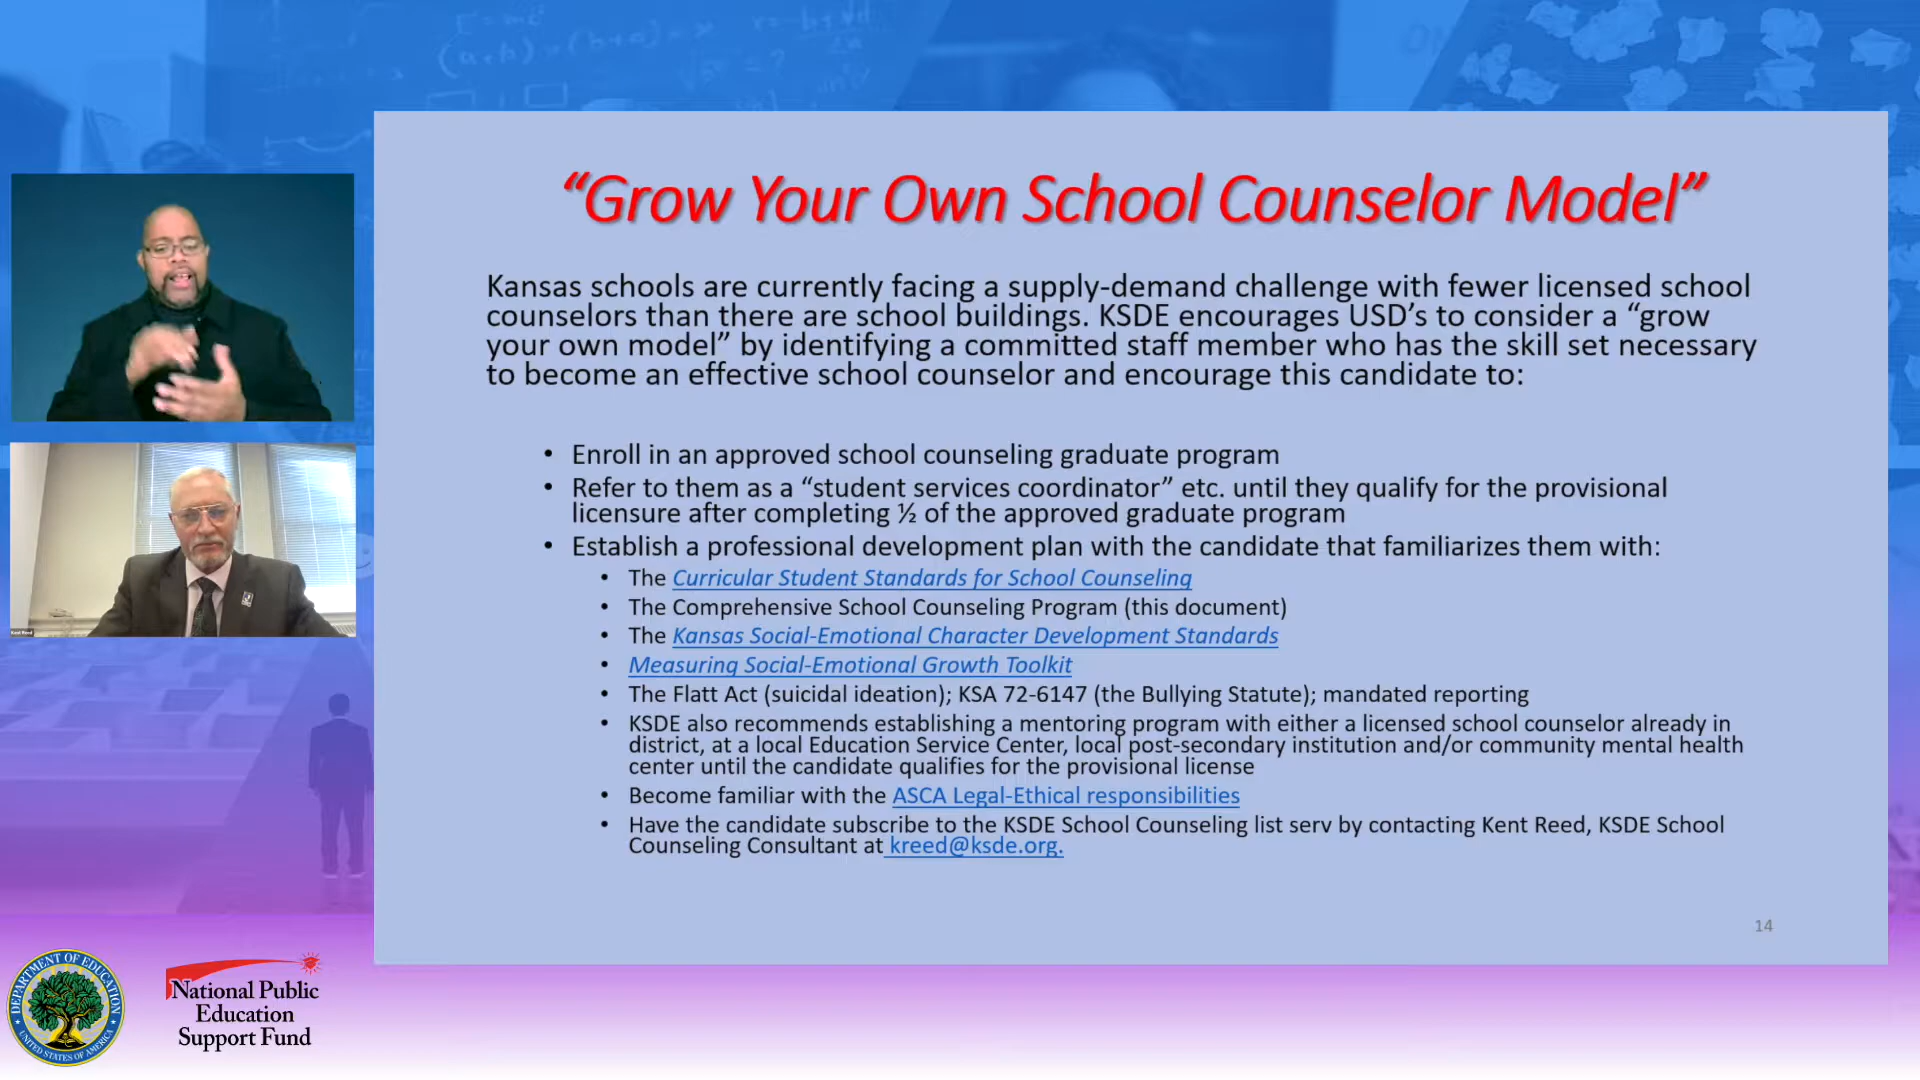 “Grow Your Own School Counselor Model”
Kansas schools are currently facing a supply-demand challenge with fewer licensed school
counselors than there are school buildings. KSDE encourages USD’s to consider a “grow
your own model” by identifying a committed staff member who has the skill set necessary
to become an effective school counselor and encourage this candidate to:
• Enroll in an approved school counseling graduate program
• Refer to them as a “student services coordinator” etc. until they qualify for the provisional
licensure after completing ½ of the approved graduate program
• Establish a professional development plan with the candidate that familiarizes them with:
• The Curricular Student Standards for School Counseling
• The Comprehensive School Counseling Program (this document)
• The Kansas Social-Emotional Character Development Standards
• Measuring Social-Emotional Growth Toolkit
• The Flatt Act (suicidal ideation); KSA 72-6147 (the Bullying Statute); mandated reporting
• KSDE also recommends establishing a mentoring program with either a licensed school counselor already in
district, at a local Education Service Center, local post-secondary institution and/or community mental health
center until the candidate qualifies for the provisional license
• Become familiar with the ASCA Legal-Ethical responsibilities
• Have the candidate subscribe to the KSDE School Counseling list serv by contacting Kent Reed, KSDE School
Counseling Consultant at kreed@ksde.org.
14
Kent Reed
DEPARTMENT OF EDUCATION
UNITED STATES OF AMERICA
National Public
Education
Support Fund